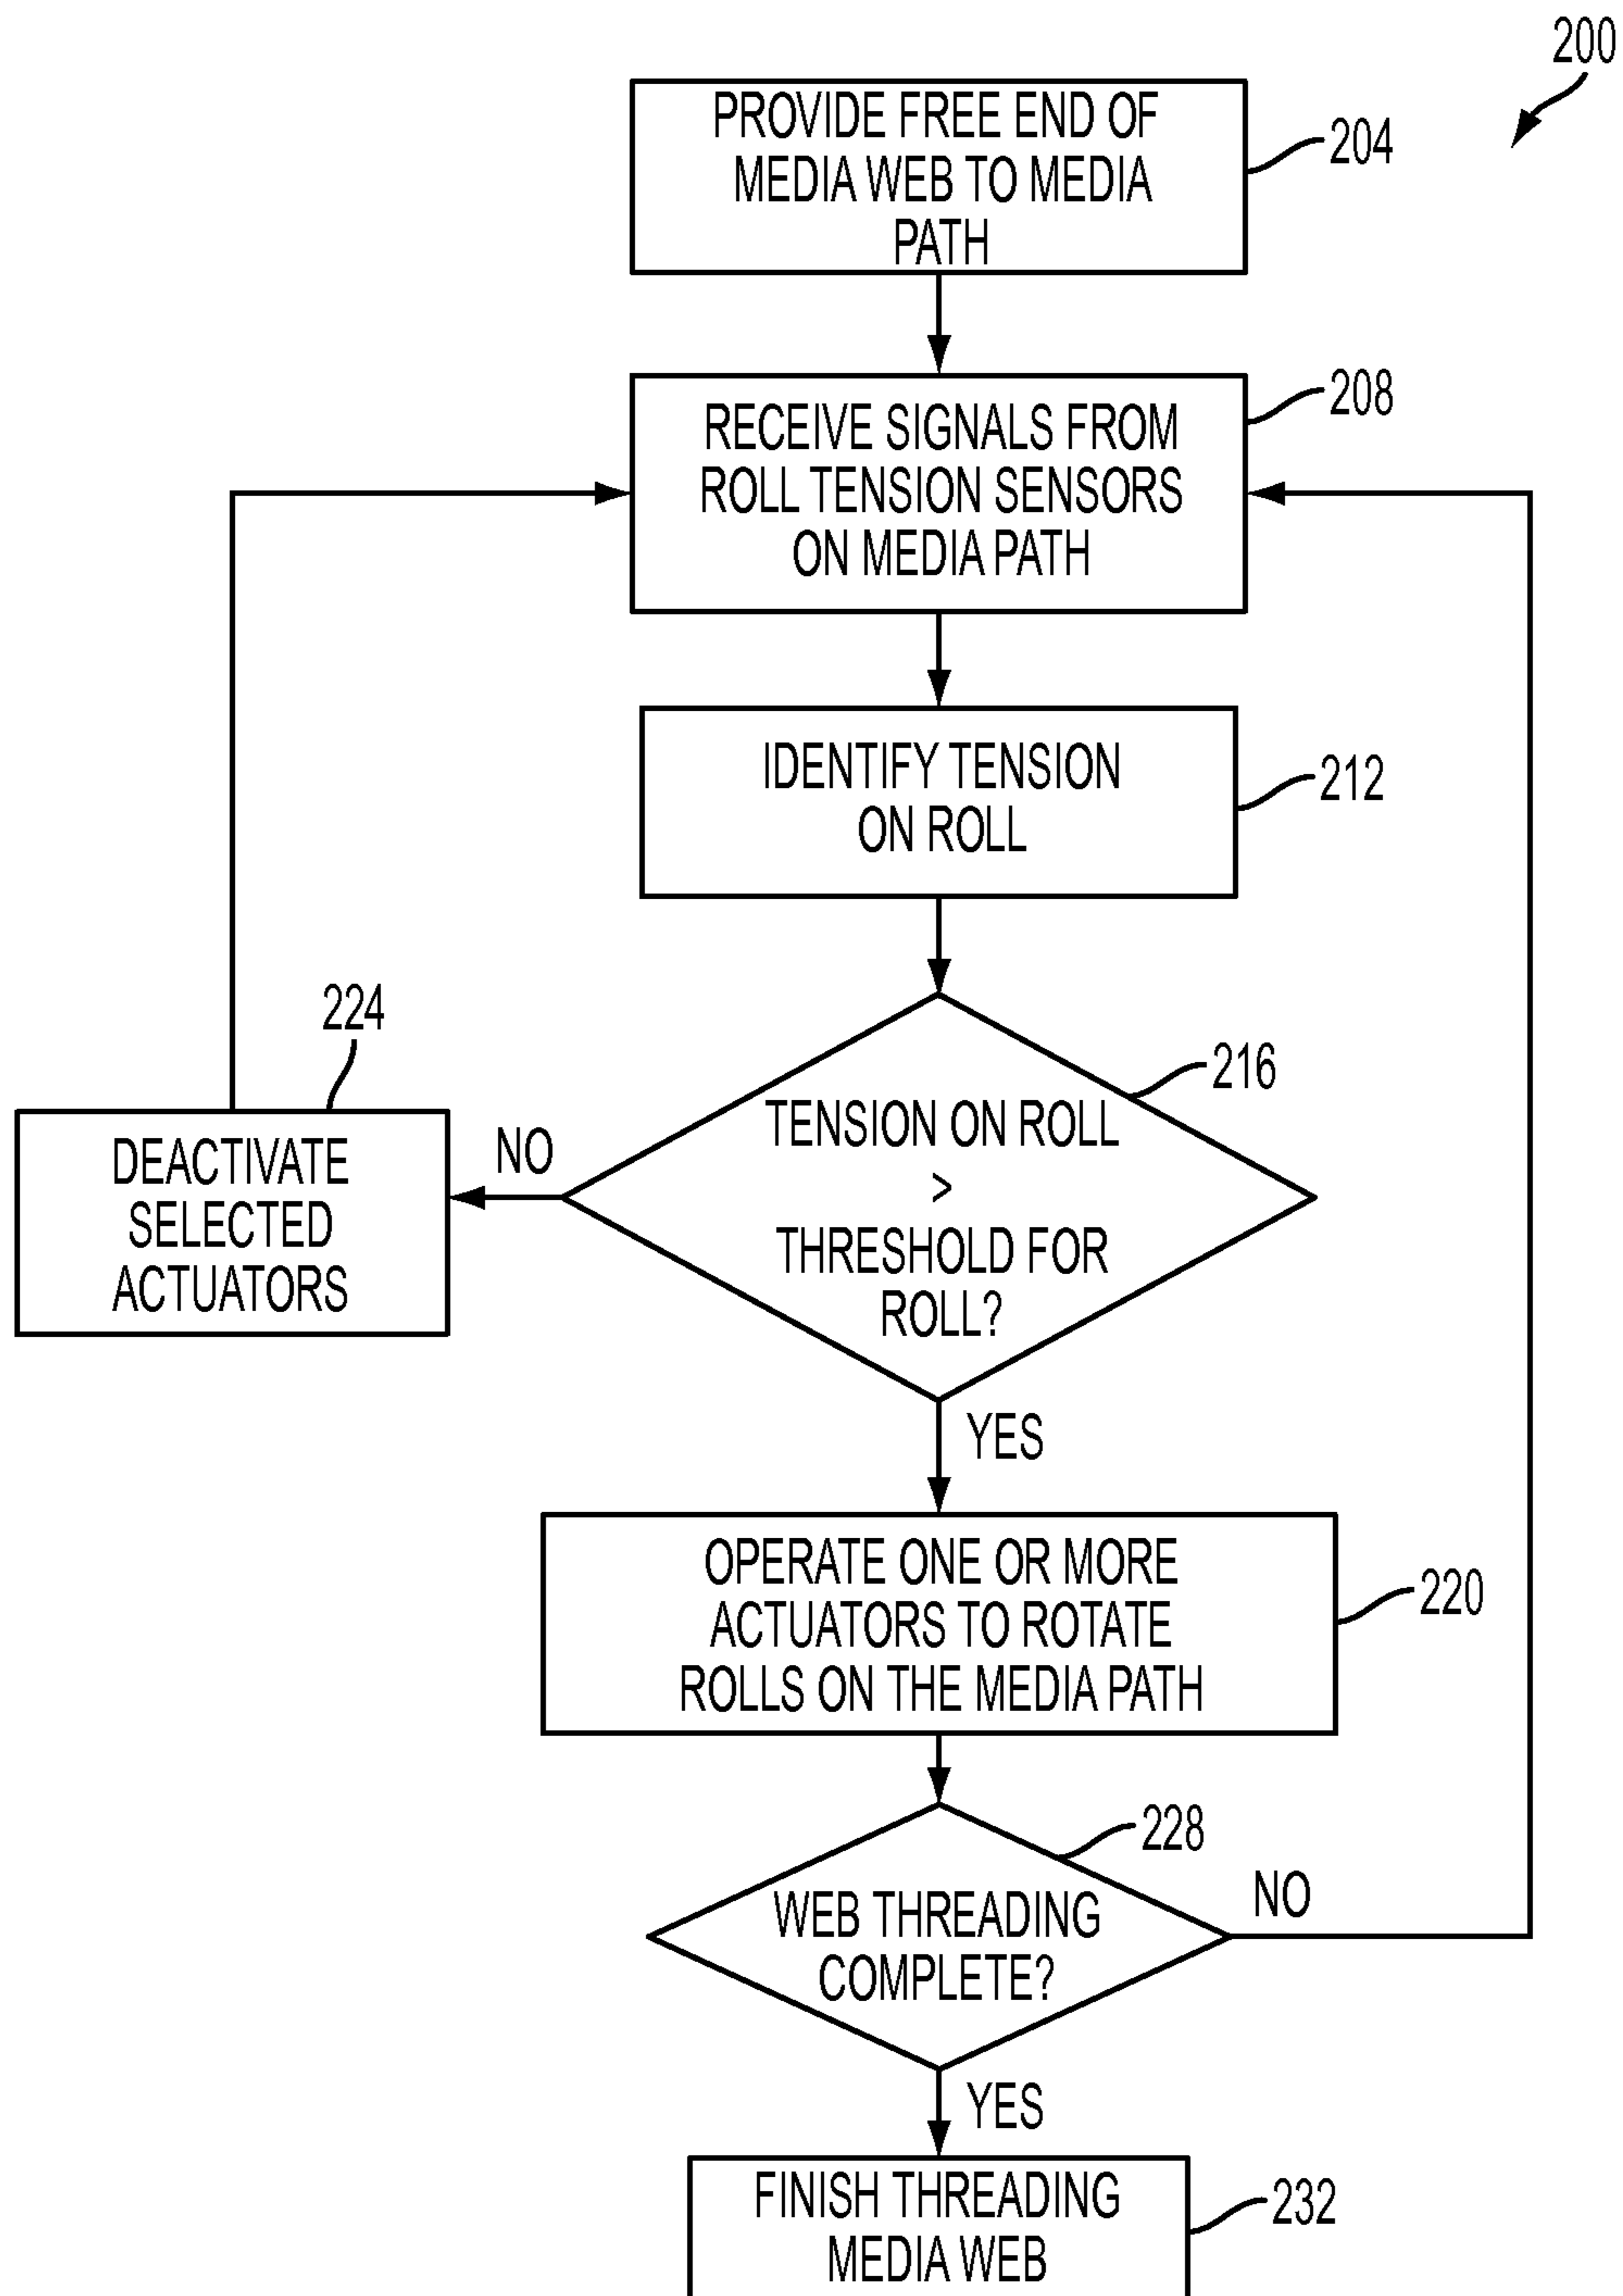 200
PROVIDE FREE END OF
MEDIA WEB TO MEDIA
PATH
204
RECEIVE SIGNALS FROM
ROLL TENSION SENSORS
ON MEDIA PATH
208
IDENTIFY TENSION
ON ROLL
212
TENSION ON ROLL
>
THRESHOLD FOR
ROLL?
216
NO
224
DEACTIVATE
SELECTED
ACTUATORS
YES
OPERATE ONE OR MORE
ACTUATORS TO ROTATE
ROLLS ON THE MEDIA PATH
220
WEB THREADING
COMPLETE?
228
NO
YES
FINISH THREADING
MEDIA WEB
232